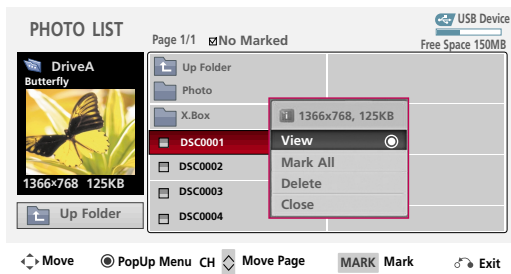 PHOTO LIST
Page 1/1 ☑No Marked
USB Device
Free Space 150MB
DriveA
Butterfly
1366x768 125KB
Up Folder
Up Folder
Photo
X.Box
DSC0001
DSC0002
DSC0003
DSC0004
1366x768, 125KB
View
Mark All
Delete
Close
Move
PopUp Menu
CH
Move Page
MARK Mark
Exit